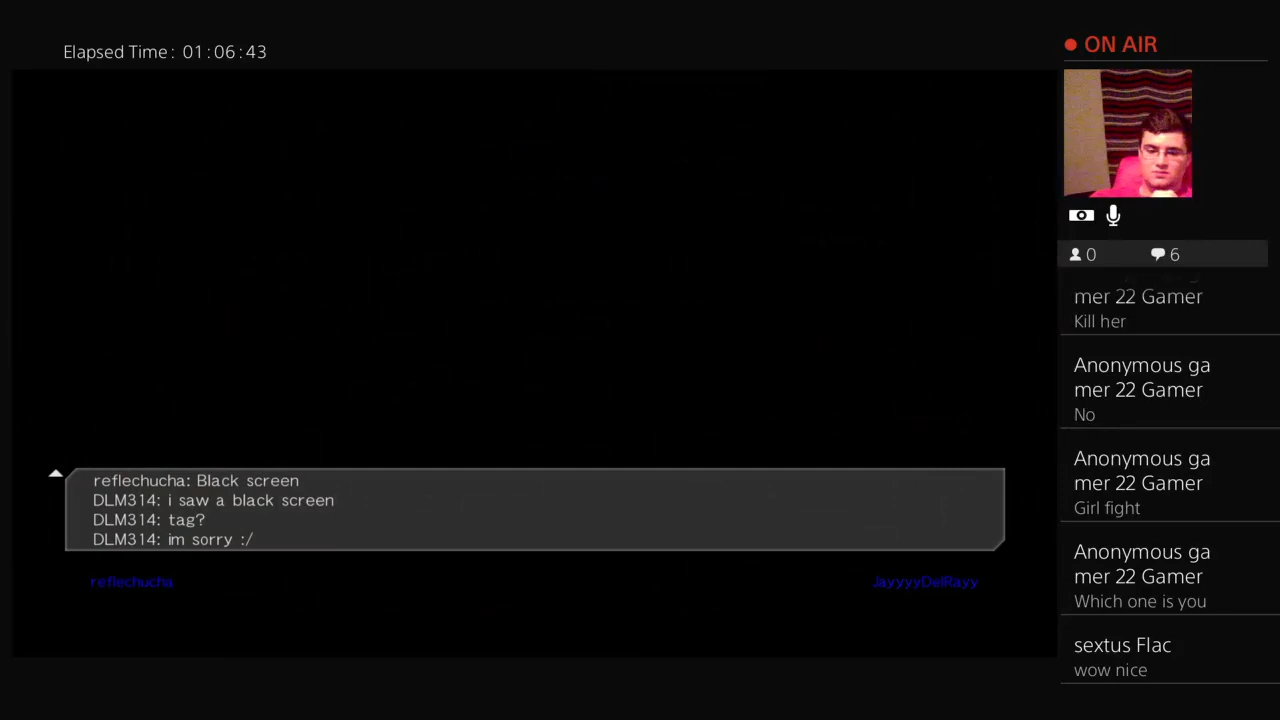 Elapsed Time: 01:06:43
ON AIR
0 6
mer 22 Gamer
Kill her
Anonymous ga
mer 22 Gamer
No
Anonymous ga
mer 22 Gamer
Girl fight
Anonymous ga
mer 22 Gamer
Which one is you
sextus Flac
wow nice
reflechucha: Black screen
DLM314: i saw a black screen
DLM314: tag?
DLM314: im sorry :/
reflechucha JayyyyDelRayy